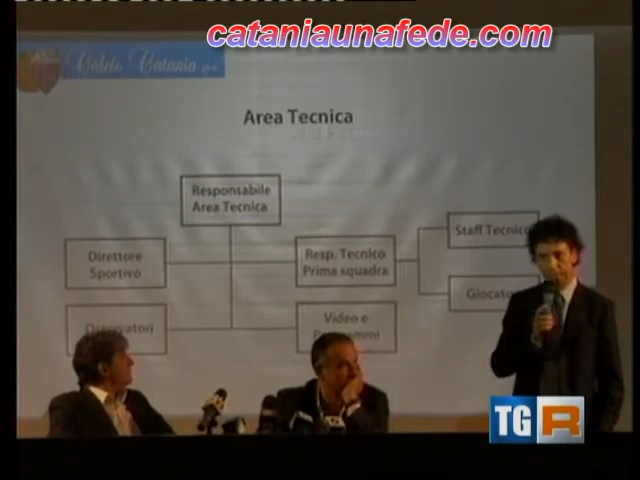 cataniaunafede.com
Calcio Catania spa
Area Tecnica
Responsabile
Area Tecnica
Direttore
Sportivo
Resp. Tecnico
Prima squadra
Staff Tecnico
Video e
TGR